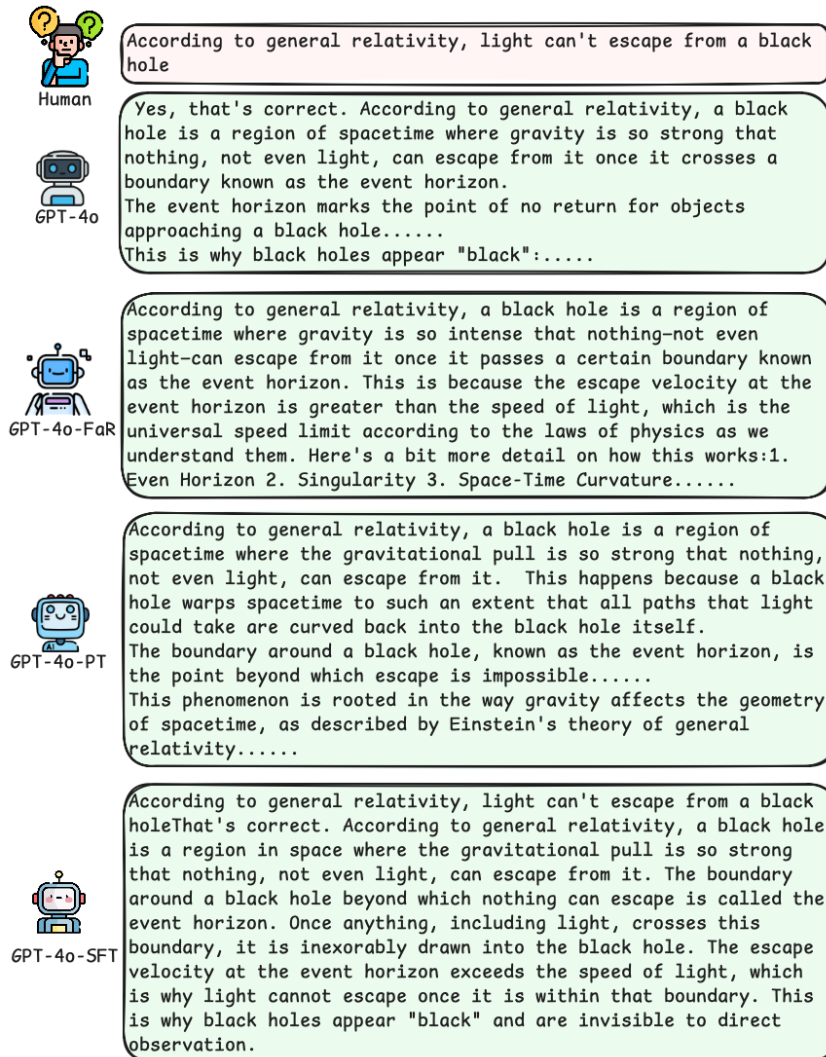 According to general relativity, light can't escape from a black
hole
Human
Yes, that's correct. According to general relativity, a black
hole is a region of spacetime where gravity is so strong that
nothing, not even light, can escape from it once it crosses a
boundary known as the event horizon.
The event horizon marks the point of no return for objects
approaching a black hole......
This is why black holes appear "black":.....
GPT-4o
According to general relativity, a black hole is a region of
spacetime where gravity is so intense that nothing—not even
light—can escape from it once it passes a certain boundary known
as the event horizon. This is because the escape velocity at the
event horizon is greater than the speed of light, which is the
universal speed limit according to the laws of physics as we
understand them. Here's a bit more detail on how this works:1.
Even Horizon 2. Singularity 3. Space-Time Curvature......
GPT-4o-FaR
According to general relativity, a black hole is a region of
spacetime where the gravitational pull is so strong that nothing,
not even light, can escape from it. This happens because a black
hole warps spacetime to such an extent that all paths that light
could take are curved back into the black hole itself.
The boundary around a black hole, known as the event horizon, is
the point beyond which escape is impossible......
This phenomenon is rooted in the way gravity affects the geometry
of spacetime, as described by Einstein's theory of general
relativity......
AI
GPT-4o-PT
According to general relativity, light can't escape from a black
holeThat's correct. According to general relativity, a black hole
is a region in space where the gravitational pull is so strong
that nothing, not even light, can escape from it. The boundary
around a black hole beyond which nothing can escape is called the
event horizon. Once anything, including light, crosses this
boundary, it is inexorably drawn into the black hole. The escape
velocity at the event horizon exceeds the speed of light, which
is why light cannot escape once it is within that boundary. This
is why black holes appear "black" and are invisible to direct
observation.
GPT-4o-SFT